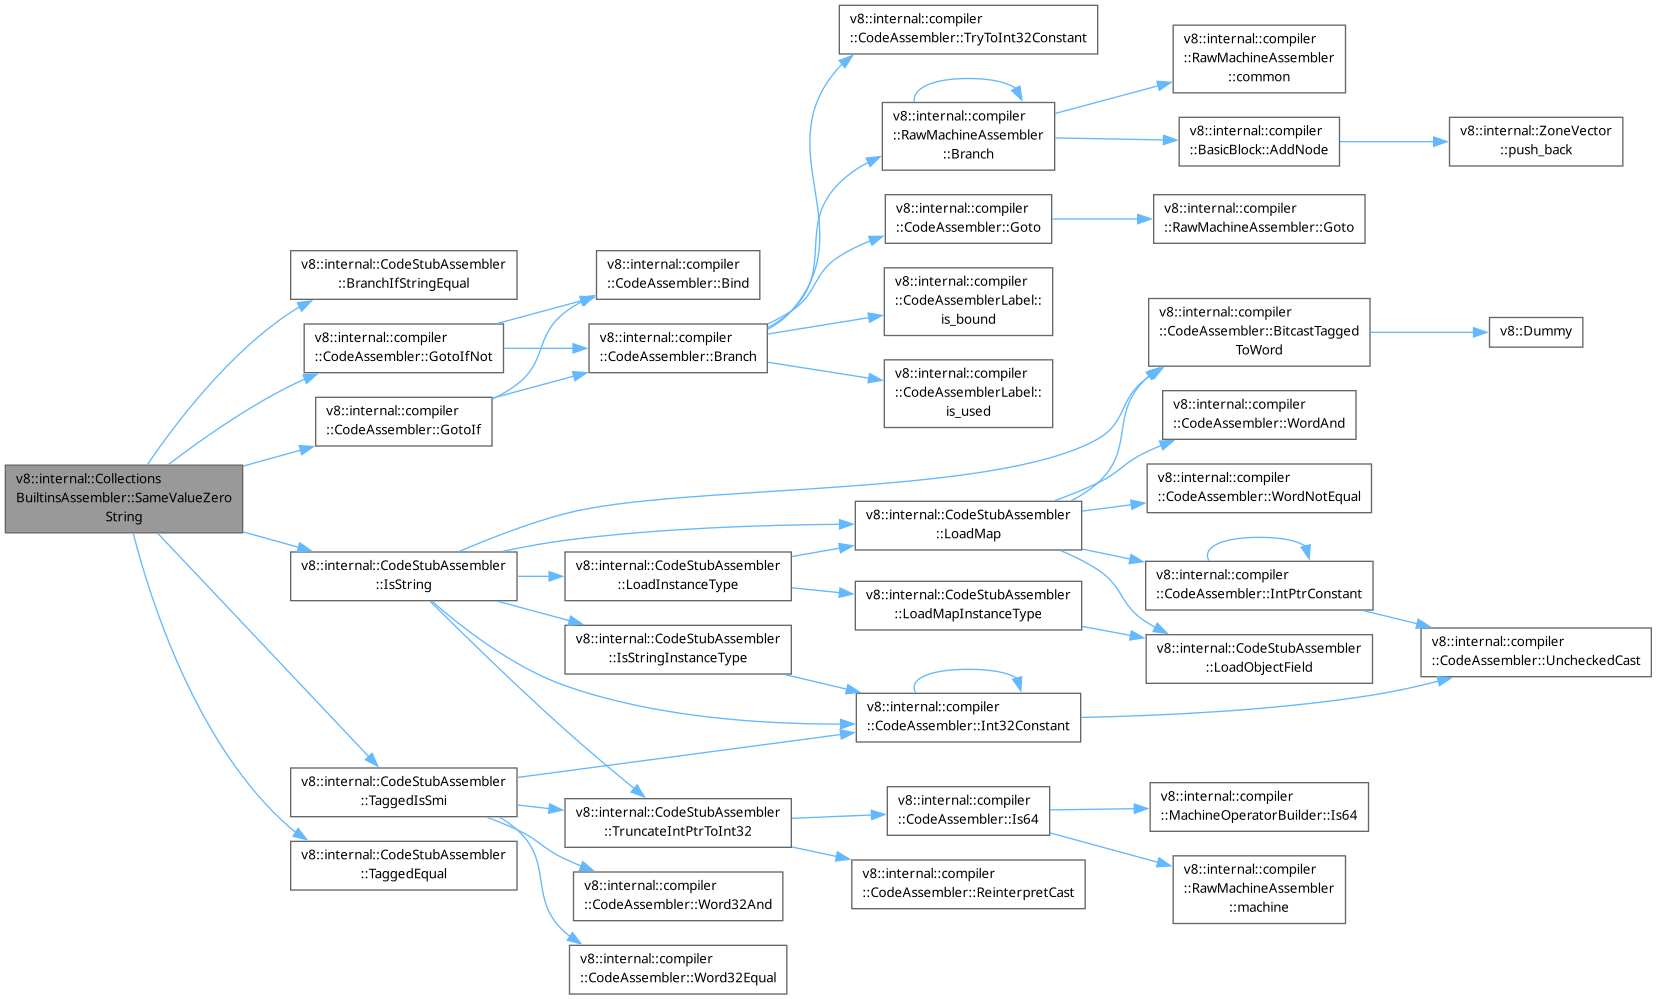 v8::internal::compiler
::CodeAssembler::TryToInt32Constant
v8::internal::compiler
::RawMachineAssembler
::common
v8::internal::compiler
::RawMachineAssembler
::Branch
v8::internal::compiler
::BasicBlock::AddNode
v8::internal::ZoneVector
::push_back
v8::internal::compiler
::CodeAssembler::Goto
v8::internal::compiler
::RawMachineAssembler::Goto
v8::internal::CodeStubAssembler
::BranchIfStringEqual
v8::internal::compiler
::CodeAssembler::Bind
v8::internal::compiler
::CodeAssemblerLabel::
is_bound
v8::internal::compiler
::CodeAssembler::GotoIfNot
v8::internal::compiler
::CodeAssembler::Branch
v8::internal::compiler
::CodeAssembler::BitcastTagged
ToWord
v8::Dummy
v8::internal::compiler
::CodeAssemblerLabel::
is_used
v8::internal::compiler
::CodeAssembler::GotoIf
v8::internal::compiler
::CodeAssembler::WordAnd
v8::internal::Collections
BuiltinsAssembler::SameValueZero
String
v8::internal::compiler
::CodeAssembler::WordNotEqual
v8::internal::CodeStubAssembler
::LoadMap
v8::internal::CodeStubAssembler
::IsString
v8::internal::CodeStubAssembler
::LoadInstanceType
v8::internal::compiler
::CodeAssembler::IntPtrConstant
v8::internal::CodeStubAssembler
::LoadMapInstanceType
v8::internal::CodeStubAssembler
::IsStringInstanceType
v8::internal::CodeStubAssembler
::LoadObjectField
v8::internal::compiler
::CodeAssembler::UncheckedCast
v8::internal::compiler
::CodeAssembler::Int32Constant
v8::internal::CodeStubAssembler
::TaggedIsSmi
v8::internal::CodeStubAssembler
::TruncateIntPtrToInt32
v8::internal::compiler
::CodeAssembler::Is64
v8::internal::compiler
::MachineOperatorBuilder::Is64
v8::internal::CodeStubAssembler
::TaggedEqual
v8::internal::compiler
::CodeAssembler::Word32And
v8::internal::compiler
::CodeAssembler::ReinterpretCast
v8::internal::compiler
::RawMachineAssembler
::machine
v8::internal::compiler
::CodeAssembler::Word32Equal